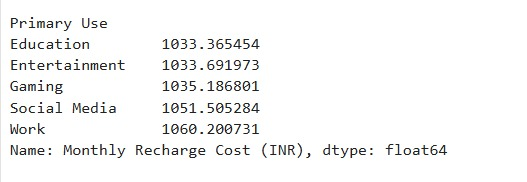 Primary Use
Education 1033.365454
Entertainment 1033.691973
Gaming 1035.186801
Social Media 1051.505284
Work 1060.200731
Name: Monthly Recharge Cost (INR), dtype: float64